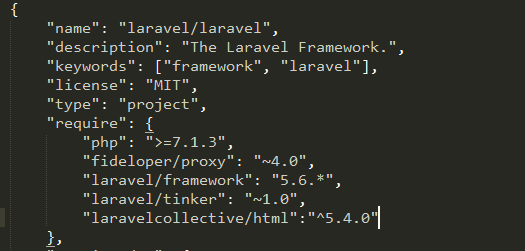 {
    "name": "laravel/laravel",
    "description": "The Laravel Framework.",
    "keywords": ["framework", "laravel"],
    "license": "MIT",
    "type": "project",
    "require": {
        "php": ">=7.1.3",
        "fideloper/proxy": "~4.0",
        "laravel/framework": "5.6.*",
        "laravel/tinker": "~1.0",
        "laravelcollective/html":"^5.4.0"
    },